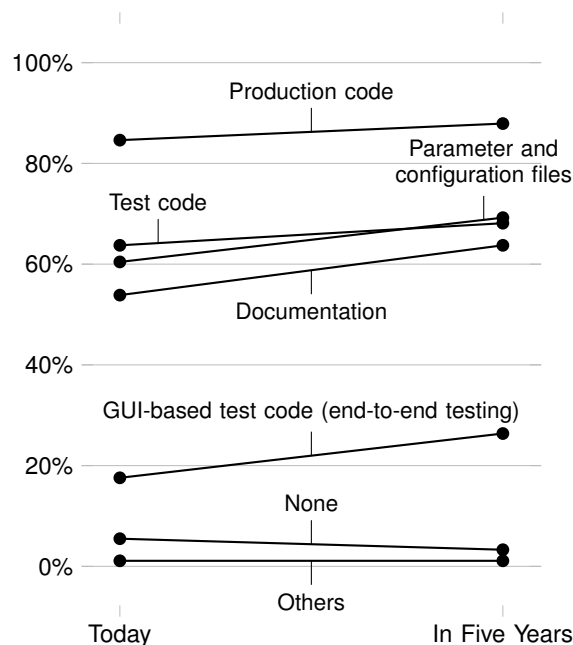 100%
Production code
80%
Parameter and
configuration files
Test code
60%
Documentation
40%
GUI-based test code (end-to-end testing)
20%
None
0%
Others
Today
In Five Years